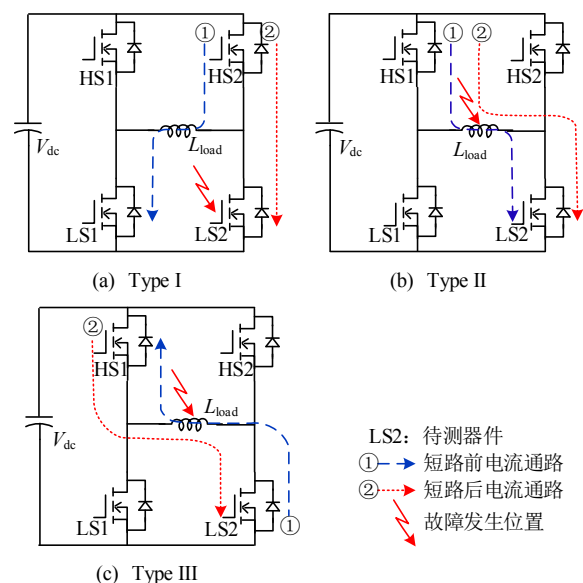 ① ②
HS1 HS2
V_dc L_load
LS1 LS2
(a) Type I
① ②
HS1 HS2
V_dc L_load
LS1 LS2
(b) Type II
②
HS1 HS2
V_dc L_load
LS1 LS2 ①
(c) Type III
LS2：待测器件
① 短路前电流通路
② 短路后电流通路
故障发生位置